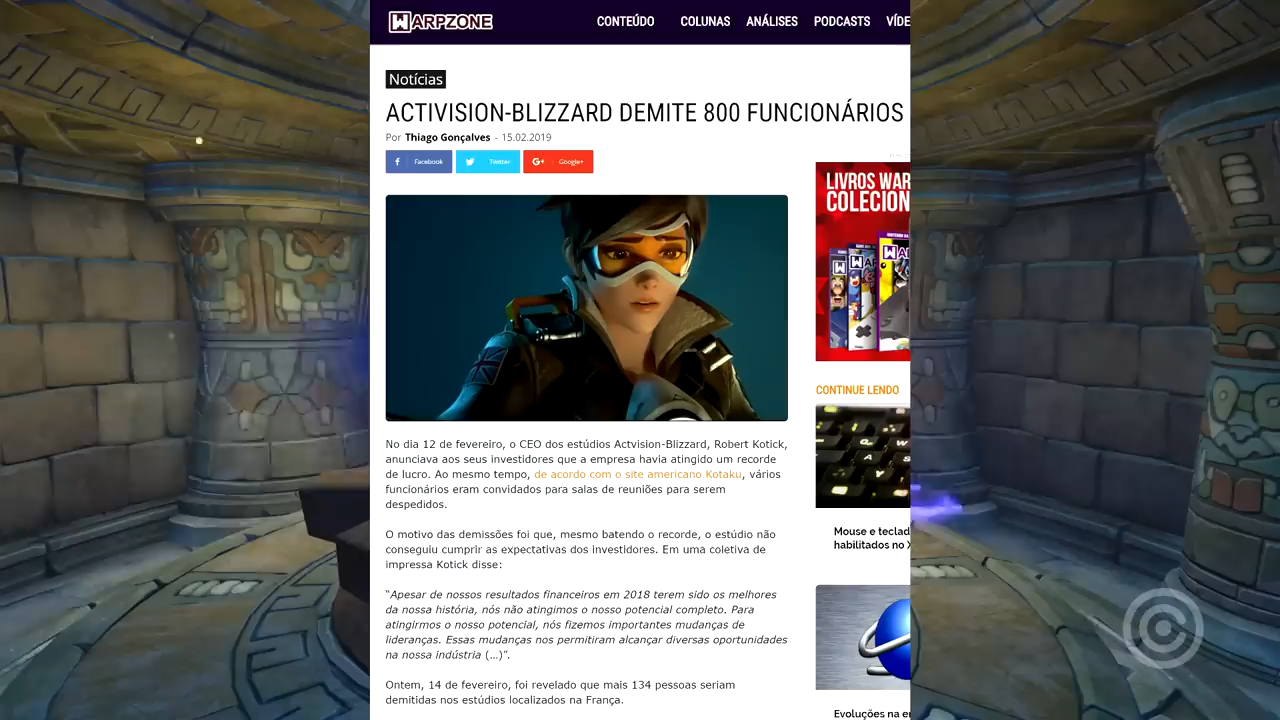 WARPZONE
CONTEÚDO COLUNAS ANÁLISES PODCASTS VÍDE
Notícias
ACTIVISION-BLIZZARD DEMITE 800 FUNCIONÁRIOS
Por Thiago Gonçalves - 15.02.2019
Facebook Twitter Google+
LIVROS WAR
COLECION
No dia 12 de fevereiro, o CEO dos estúdios Actvision-Blizzard, Robert Kotick,
anunciava aos seus investidores que a empresa havia atingido um recorde
de lucro. Ao mesmo tempo, de acordo com o site americano Kotaku, vários
funcionários eram convidados para salas de reuniões para serem
despedidos.
O motivo das demissões foi que, mesmo batendo o recorde, o estúdio não
conseguiu cumprir as expectativas dos investidores. Em uma coletiva de
impressa Kotick disse:
“Apesar de nossos resultados financeiros em 2018 terem sido os melhores
da nossa história, nós não atingimos o nosso potencial completo. Para
atingirmos o nosso potencial, nós fizemos importantes mudanças de
lideranças. Essas mudanças nos permitiram alcançar diversas oportunidades
na nossa indústria (...)”.
Ontem, 14 de fevereiro, foi revelado que mais 134 pessoas seriam
demitidas nos estúdios localizados na França.
CONTINUE LENDO
Mouse e teclad
habilitados no X
Evoluções na en